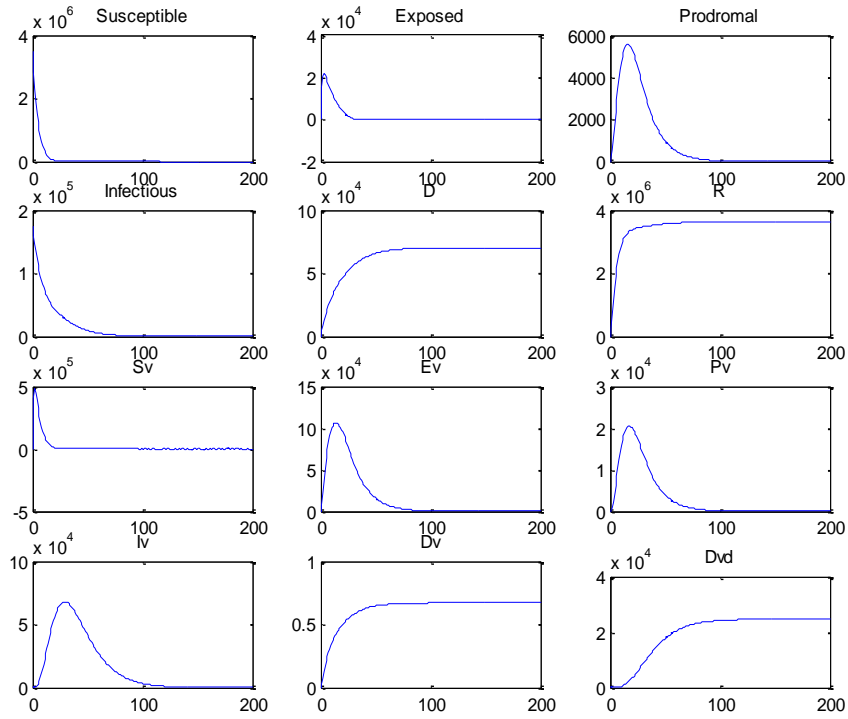 Susceptible
Exposed
Prodromal
x 10^6
4
2
0
0 100 200
x 10^4
4
2
0
-2
0 100 200
6000
4000
2000
0
0 100 200
Infectious
D
R
x 10^5
2
1
0
0 100 200
x 10^4
10
5
0
0 100 200
x 10^6
4
2
0
0 100 200
Sv
Ev
Pv
x 10^5
5
0
-5
0 100 200
x 10^4
15
10
5
0
0 100 200
x 10^4
3
2
1
0
0 100 200
Iv
Dv
Dvd
x 10^4
10
5
0
0 100 200
1
0.5
0
0 100 200
x 10^4
4
2
0
0 100 200